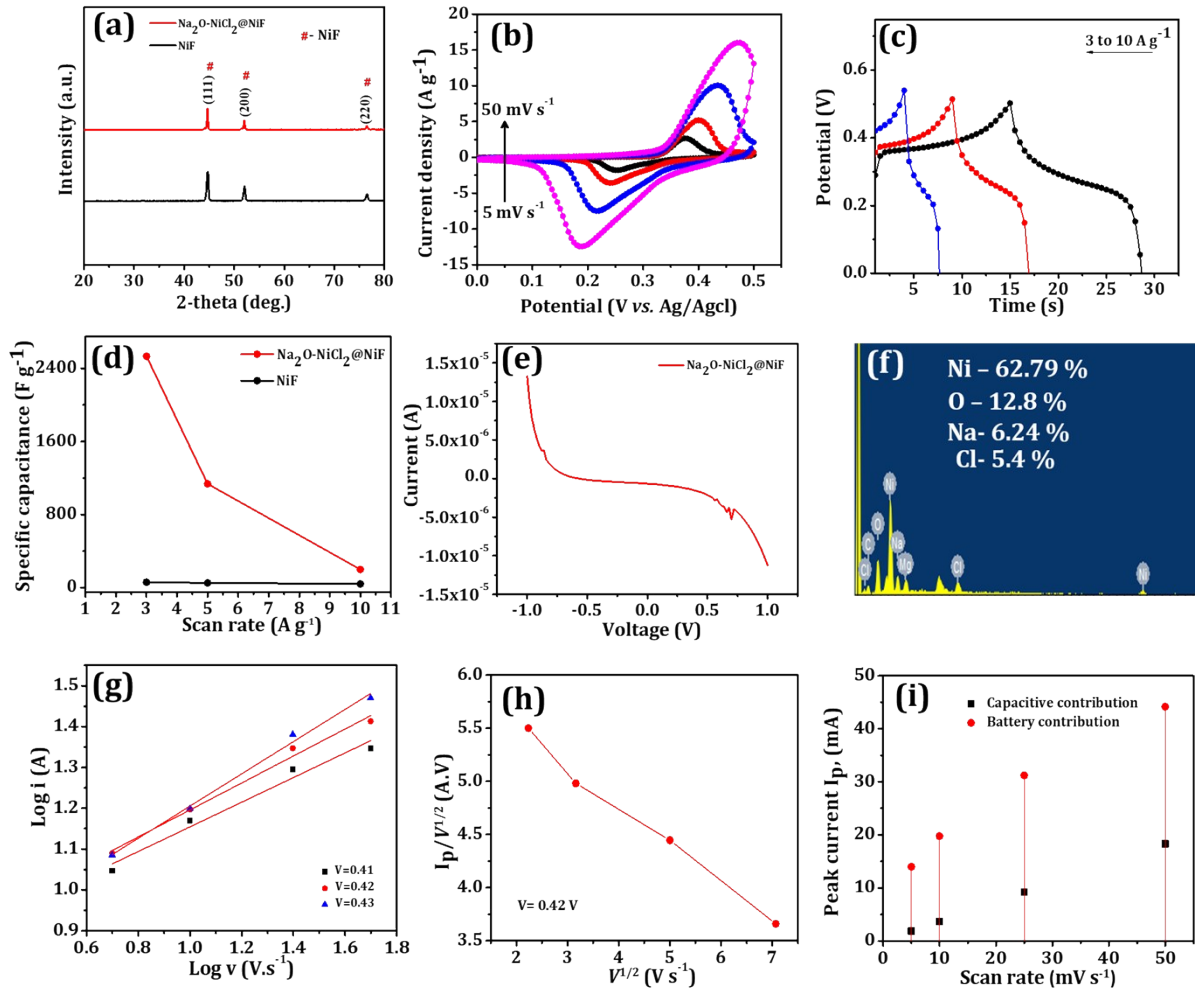 (a)
Na₂O-NiCl₂@NiF
NiF
#- NiF
#
#
#
(111)
(200)
(220)
Intensity (a.u.)
20 30 40 50 60 70 80
2-theta (deg.)
(b)
50 mV s⁻¹
5 mV s⁻¹
Current density (A g⁻¹)
20
15
10
5
0
-5
-10
-15
0.0 0.1 0.2 0.3 0.4 0.5
Potential (V vs. Ag/Agcl)
(c)
3 to 10 A g⁻¹
Potential (V)
0.6
0.4
0.2
0.0
5 10 15 20 25 30
Time (s)
(d)
Na₂O-NiCl₂@NiF
NiF
Specific capacitance (F g⁻¹)
2400
1600
800
0
1 2 3 4 5 6 7 8 9 10 11
Scan rate (A g⁻¹)
(e)
Na₂O-NiCl₂@NiF
Current (A)
1.5x10⁻⁵
1.0x10⁻⁵
5.0x10⁻⁶
0.0
-5.0x10⁻⁶
-1.0x10⁻⁵
-1.5x10⁻⁵
-1.0 -0.5 0.0 0.5 1.0
Voltage (V)
(f)
Ni – 62.79 %
O – 12.8 %
Na- 6.24 %
Cl- 5.4 %
Ni
O
C
Na
Cl
Mg
Cl
Ni
(g)
Log i (A)
1.5
1.4
1.3
1.2
1.1
1.0
0.9
V=0.41
V=0.42
V=0.43
0.6 0.8 1.0 1.2 1.4 1.6 1.8
Log v (V.s⁻¹)
(h)
Ip/V^1/2 (A.V)
6.0
5.5
5.0
4.5
4.0
3.5
V= 0.42 V
2 3 4 5 6 7
V^1/2 (V s⁻¹)
(i)
Capacitive contribution
Battery contribution
Peak current Ip, (mA)
50
40
30
20
10
0
0 10 20 30 40 50
Scan rate (mV s⁻¹)